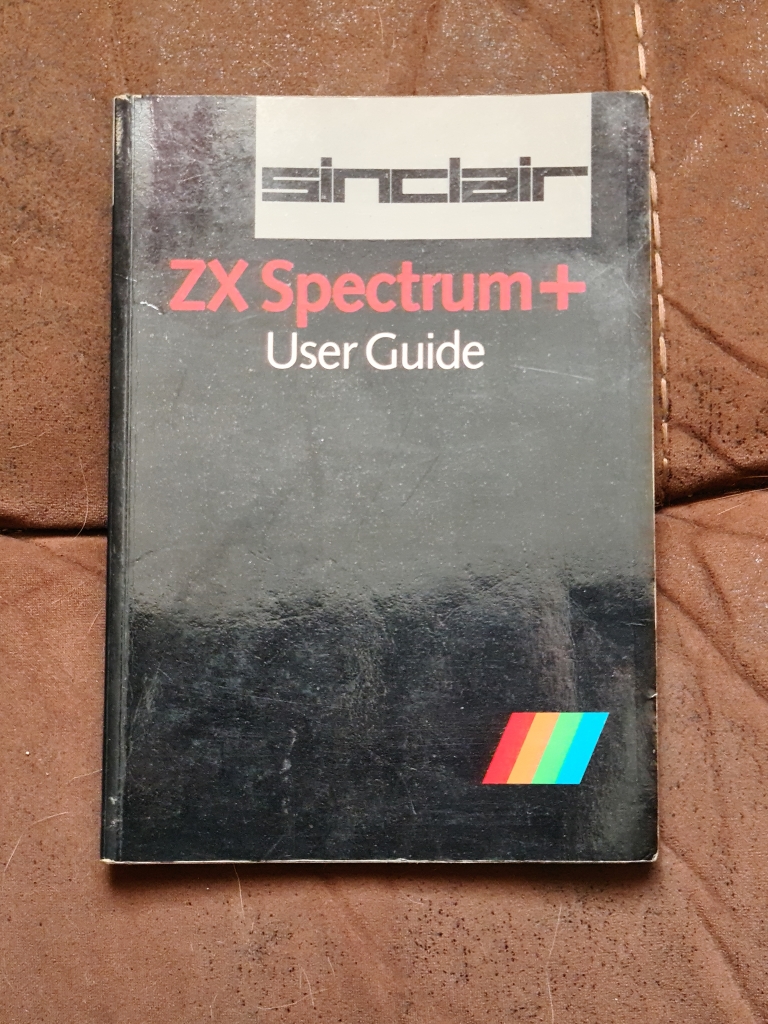 sinclair
ZX Spectrum+
User Guide